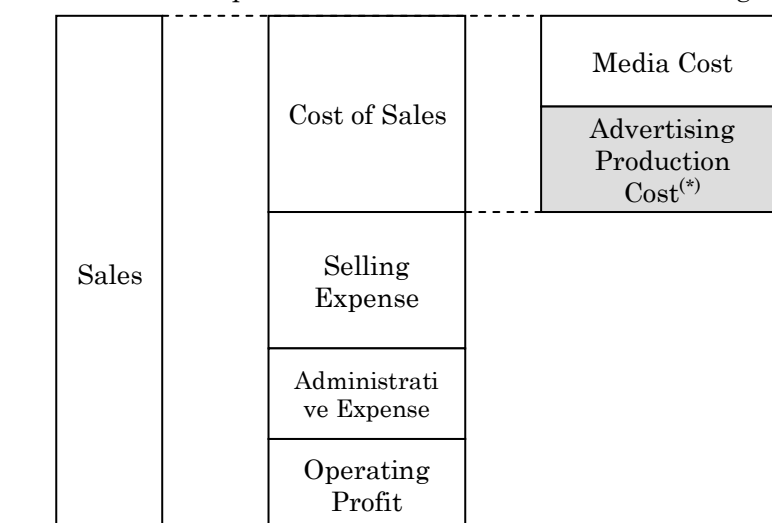 Media Cost
Cost of Sales
Advertising
Production
Cost(*)
Sales
Selling
Expense
Administrati
ve Expense
Operating
Profit